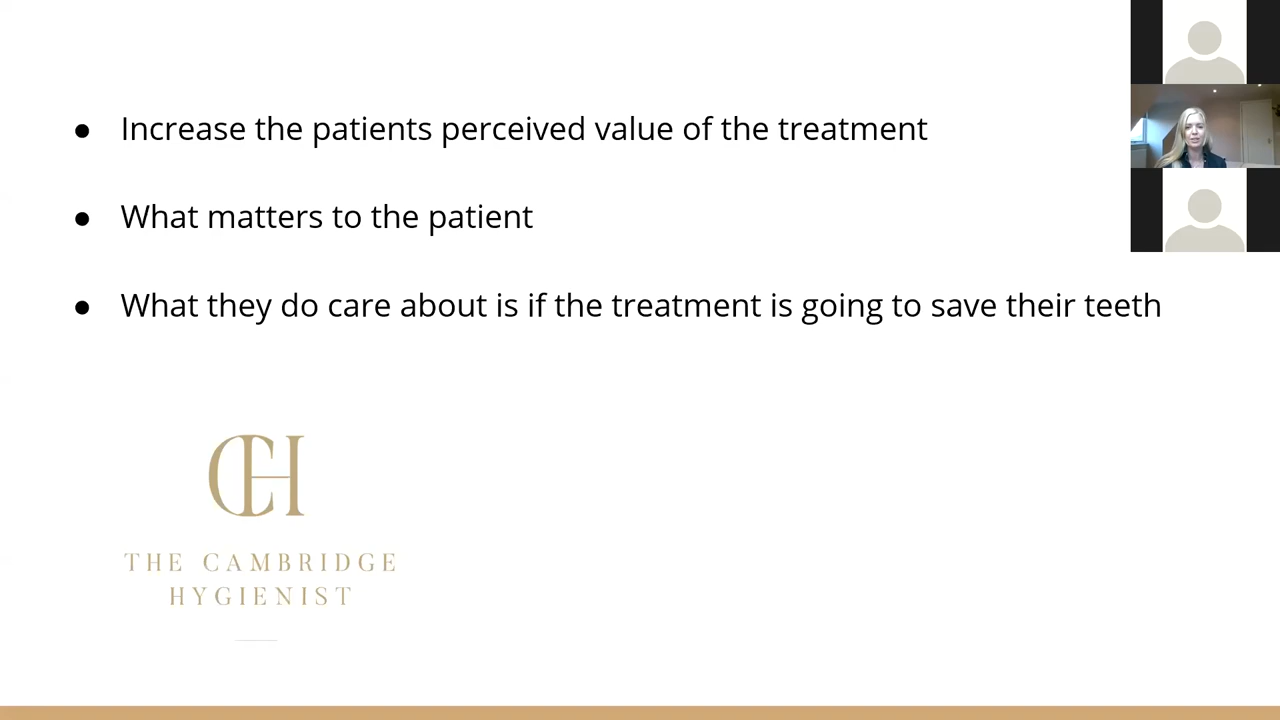 ● Increase the patients perceived value of the treatment
● What matters to the patient
● What they do care about is if the treatment is going to save their teeth
CH
THE CAMBRIDGE
HYGIENIST